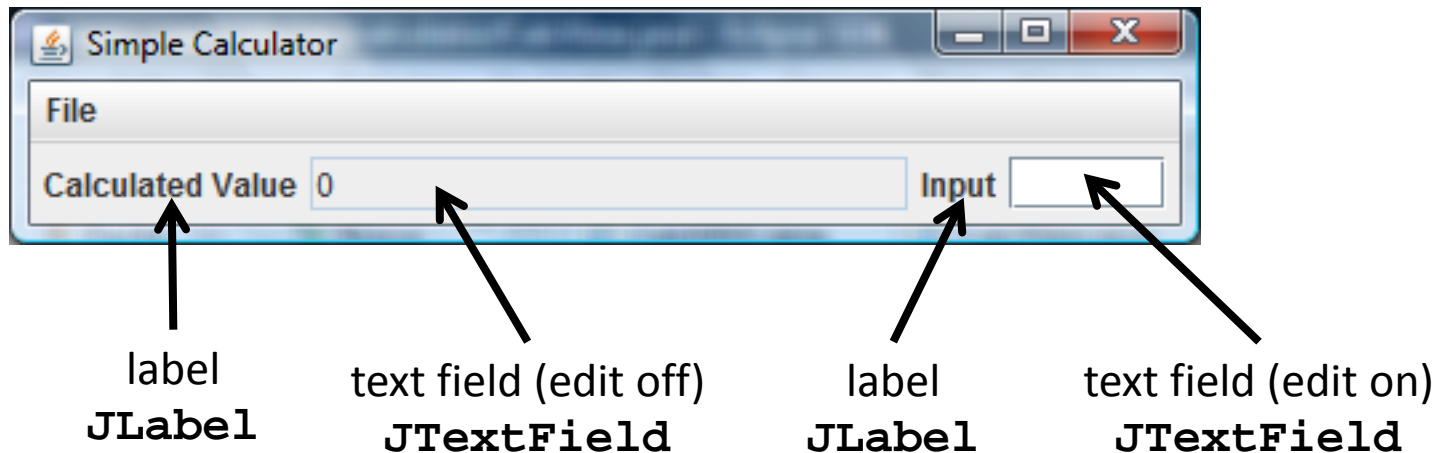 Simple Calculator
File
Calculated Value 0 Input
label text field (edit off) label text field (edit on)
JLabel JTextField JLabel JTextField